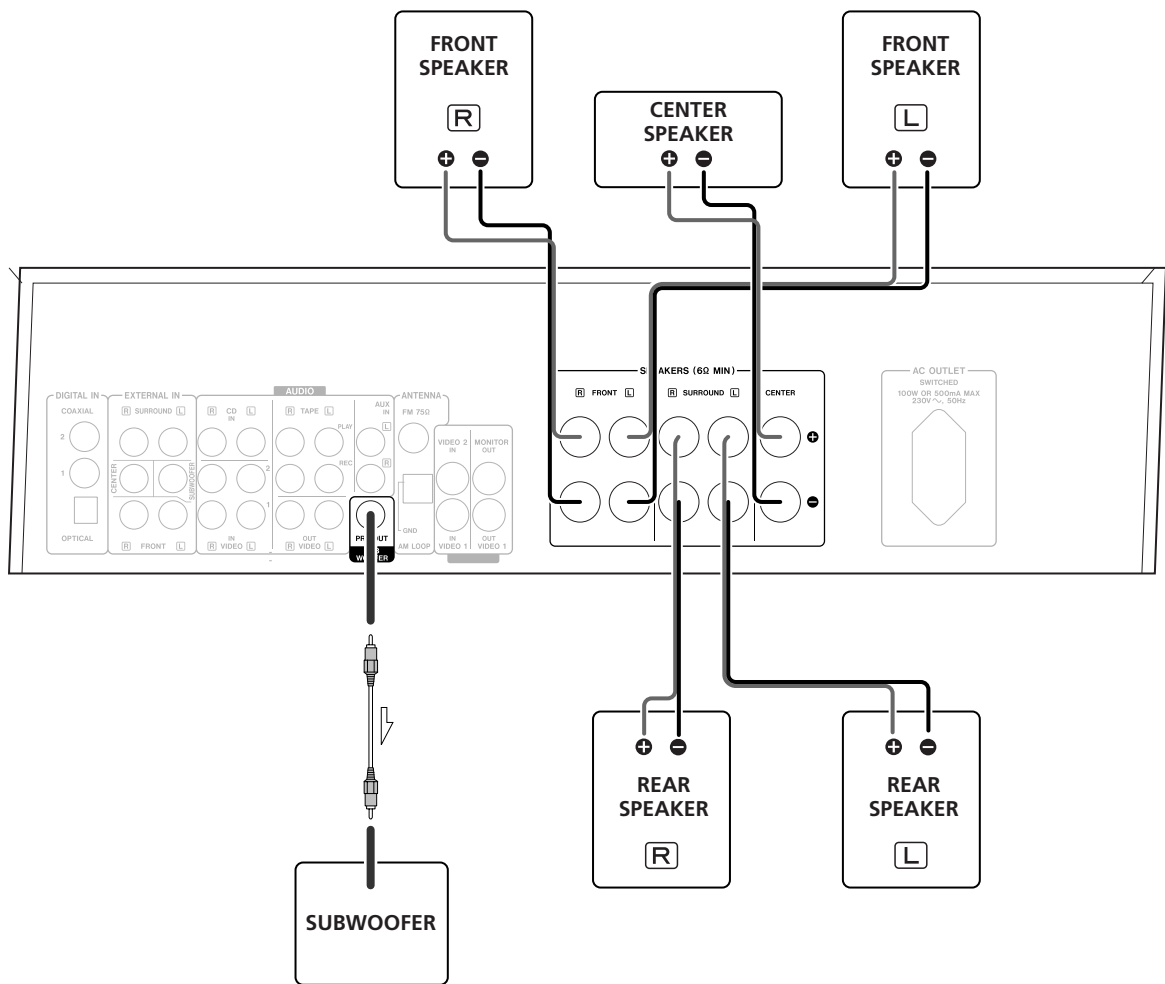 FRONT
SPEAKER
R
+ −
CENTER
SPEAKER
+ −
FRONT
SPEAKER
L
+ −
DIGITAL IN
COAXIAL
2
1
OPTICAL
EXTERNAL IN
R SURROUND L
CENTER
SUBWOOFER
R FRONT L
AUDIO
R CD L
IN
2
1
IN
R VIDEO L
R TAPE L
PLAY
REC
OUT
R VIDEO L
AUX
IN
L
R
ANTENNA
FM 75Ω
GND
AM LOOP
VIDEO 2
IN
MONITOR
OUT
IN
VIDEO 1
OUT
VIDEO 1
(6Ω MIN)
R FRONT L
R SURROUND L
CENTER
+
−
AC OUTLET
SWITCHED
100W OR 500mA MAX
230V ～, 50Hz
+ −
REAR
SPEAKER
R
+ −
REAR
SPEAKER
L
SUBWOOFER